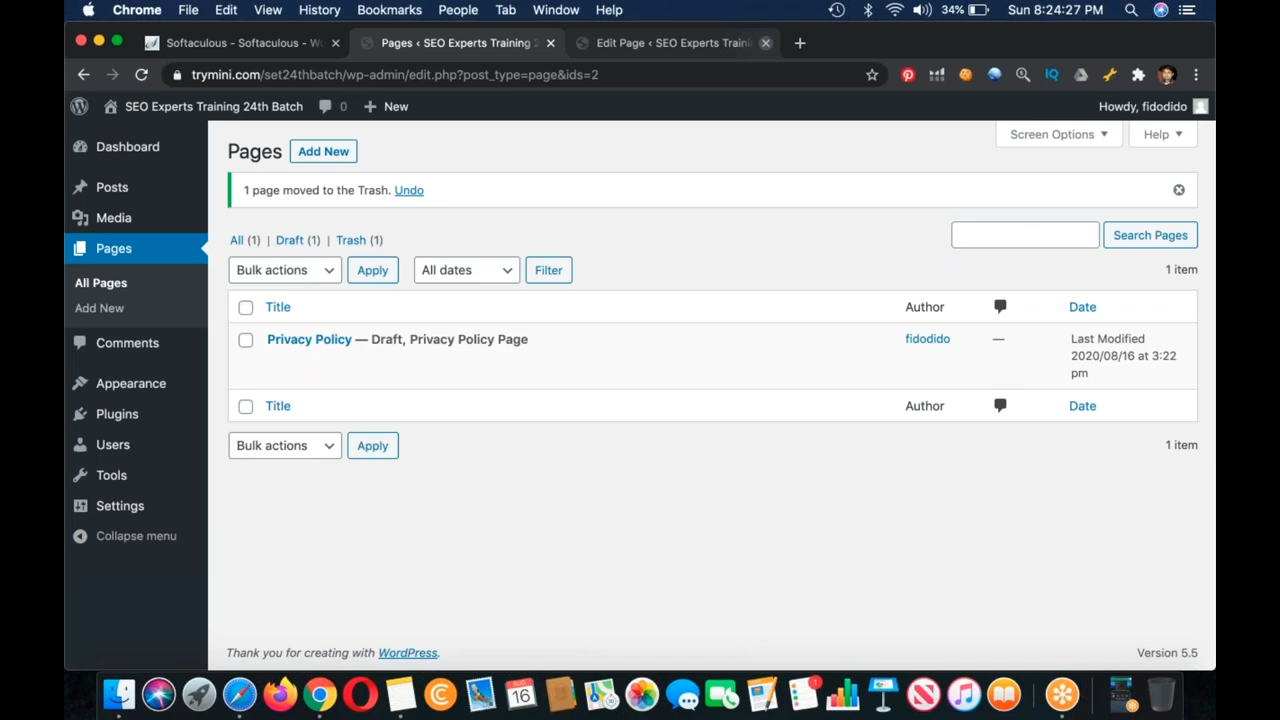 Chrome File Edit View History Bookmarks People Tab Window Help 34% Sun 8:24:27 PM
Softaculous - Softaculous - W Pages ‹ SEO Experts Training 2 Edit Page ‹ SEO Experts Traini
trymini.com/set24thbatch/wp-admin/edit.php?post_type=page&ids=2
SEO Experts Training 24th Batch 0 New Howdy, fidodido
Screen Options Help
Dashboard
Posts
Media
Pages
All Pages
Add New
Comments
Appearance
Plugins
Users
Tools
Settings
Collapse menu
Pages Add New
1 page moved to the Trash. Undo
All (1) | Draft (1) | Trash (1) Search Pages
Bulk actions Apply All dates Filter 1 item
Title Author Date
Privacy Policy — Draft, Privacy Policy Page fidodido — Last Modified
2020/08/16 at 3:22
pm
Title Author Date
Bulk actions Apply 1 item
Thank you for creating with WordPress. Version 5.5
AUG
16
1